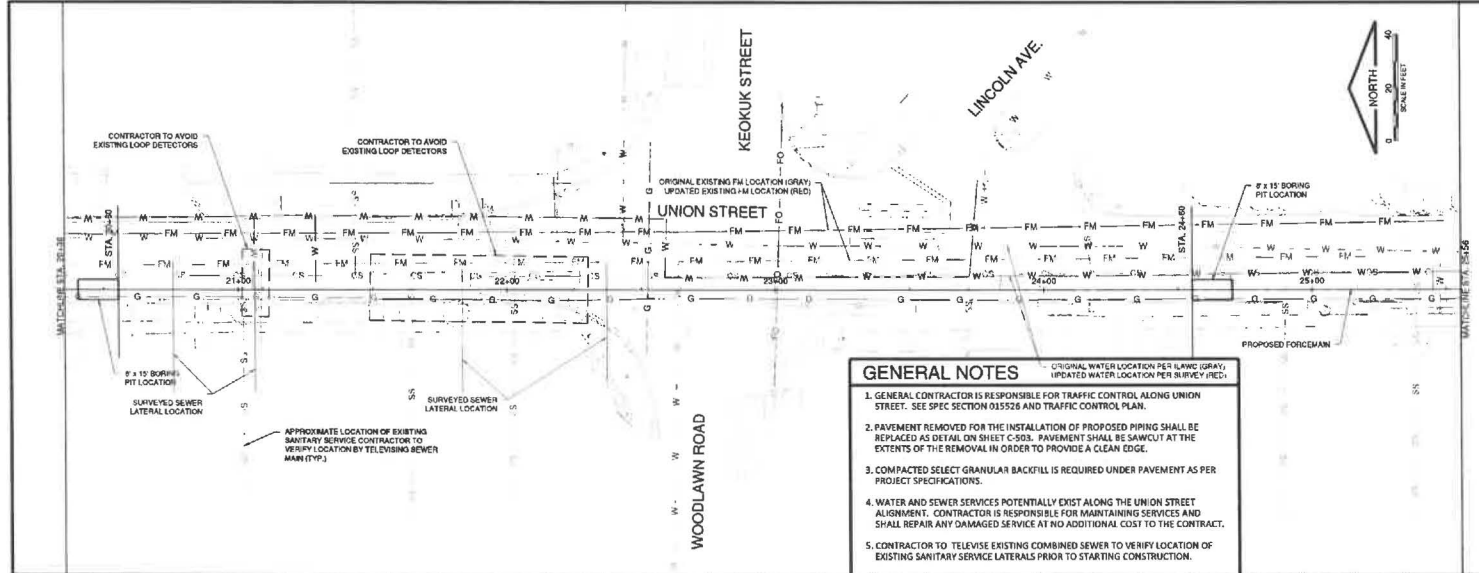 KEOKUK STREET
LINCOLN AVE.
NORTH
0 20 40
SCALE IN FEET
CONTRACTOR TO AVOID
EXISTING LOOP DETECTORS
CONTRACTOR TO AVOID
EXISTING LOOP DETECTORS
ORIGINAL EXISTING FM LOCATION (GRAY)
UPDATED EXISTING FM LOCATION (RED)
8' x 15' BORING
PIT LOCATION
UNION STREET
STA. 24+60
21+00
22+00
23+00
24+00
25+00
PROPOSED FORCEMAIN
8' x 15' BORING
PIT LOCATION
SURVEYED SEWER
LATERAL LOCATION
SURVEYED SEWER
LATERAL LOCATION
APPROXIMATE LOCATION OF EXISTING
SANITARY SERVICE CONTRACTOR TO
VERIFY LOCATION BY TELEVISING SEWER
MAIN (TYP.)
WOODLAWN ROAD
ORIGINAL WATER LOCATION PER ILAWC (GRAY)
UPDATED WATER LOCATION PER SURVEY (RED)
GENERAL NOTES
1. GENERAL CONTRACTOR IS RESPONSIBLE FOR TRAFFIC CONTROL ALONG UNION
STREET. SEE SPEC SECTION 015526 AND TRAFFIC CONTROL PLAN.
2. PAVEMENT REMOVED FOR THE INSTALLATION OF PROPOSED PIPING SHALL BE
REPLACED AS DETAIL ON SHEET C-503. PAVEMENT SHALL BE SAWCUT AT THE
EXTENTS OF THE REMOVAL IN ORDER TO PROVIDE A CLEAN EDGE.
3. COMPACTED SELECT GRANULAR BACKFILL IS REQUIRED UNDER PAVEMENT AS PER
PROJECT SPECIFICATIONS.
4. WATER AND SEWER SERVICES POTENTIALLY EXIST ALONG THE UNION STREET
ALIGNMENT. CONTRACTOR IS RESPONSIBLE FOR MAINTAINING SERVICES AND
SHALL REPAIR ANY DAMAGED SERVICE AT NO ADDITIONAL COST TO THE CONTRACT.
5. CONTRACTOR TO TELEVISE EXISTING COMBINED SEWER TO VERIFY LOCATION OF
EXISTING SANITARY SERVICE LATERALS PRIOR TO STARTING CONSTRUCTION.